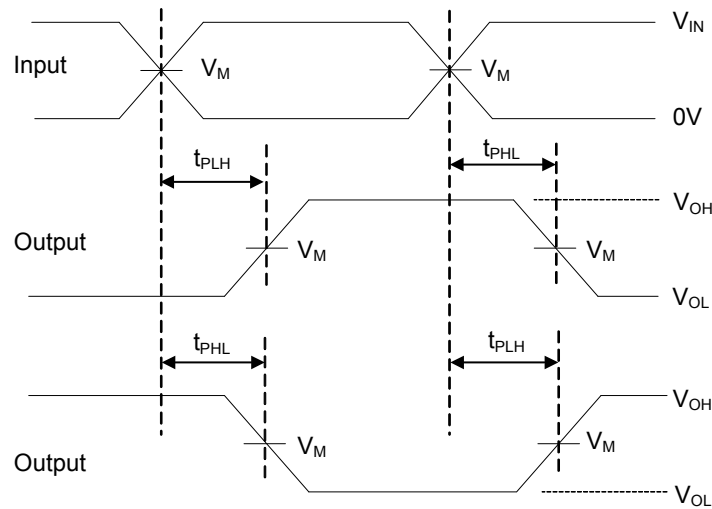 V_IN
Input V_M V_M
0V
t_PLH t_PHL
V_OH
Output V_M V_M
V_OL
t_PHL t_PLH
V_OH
Output V_M V_M
V_OL